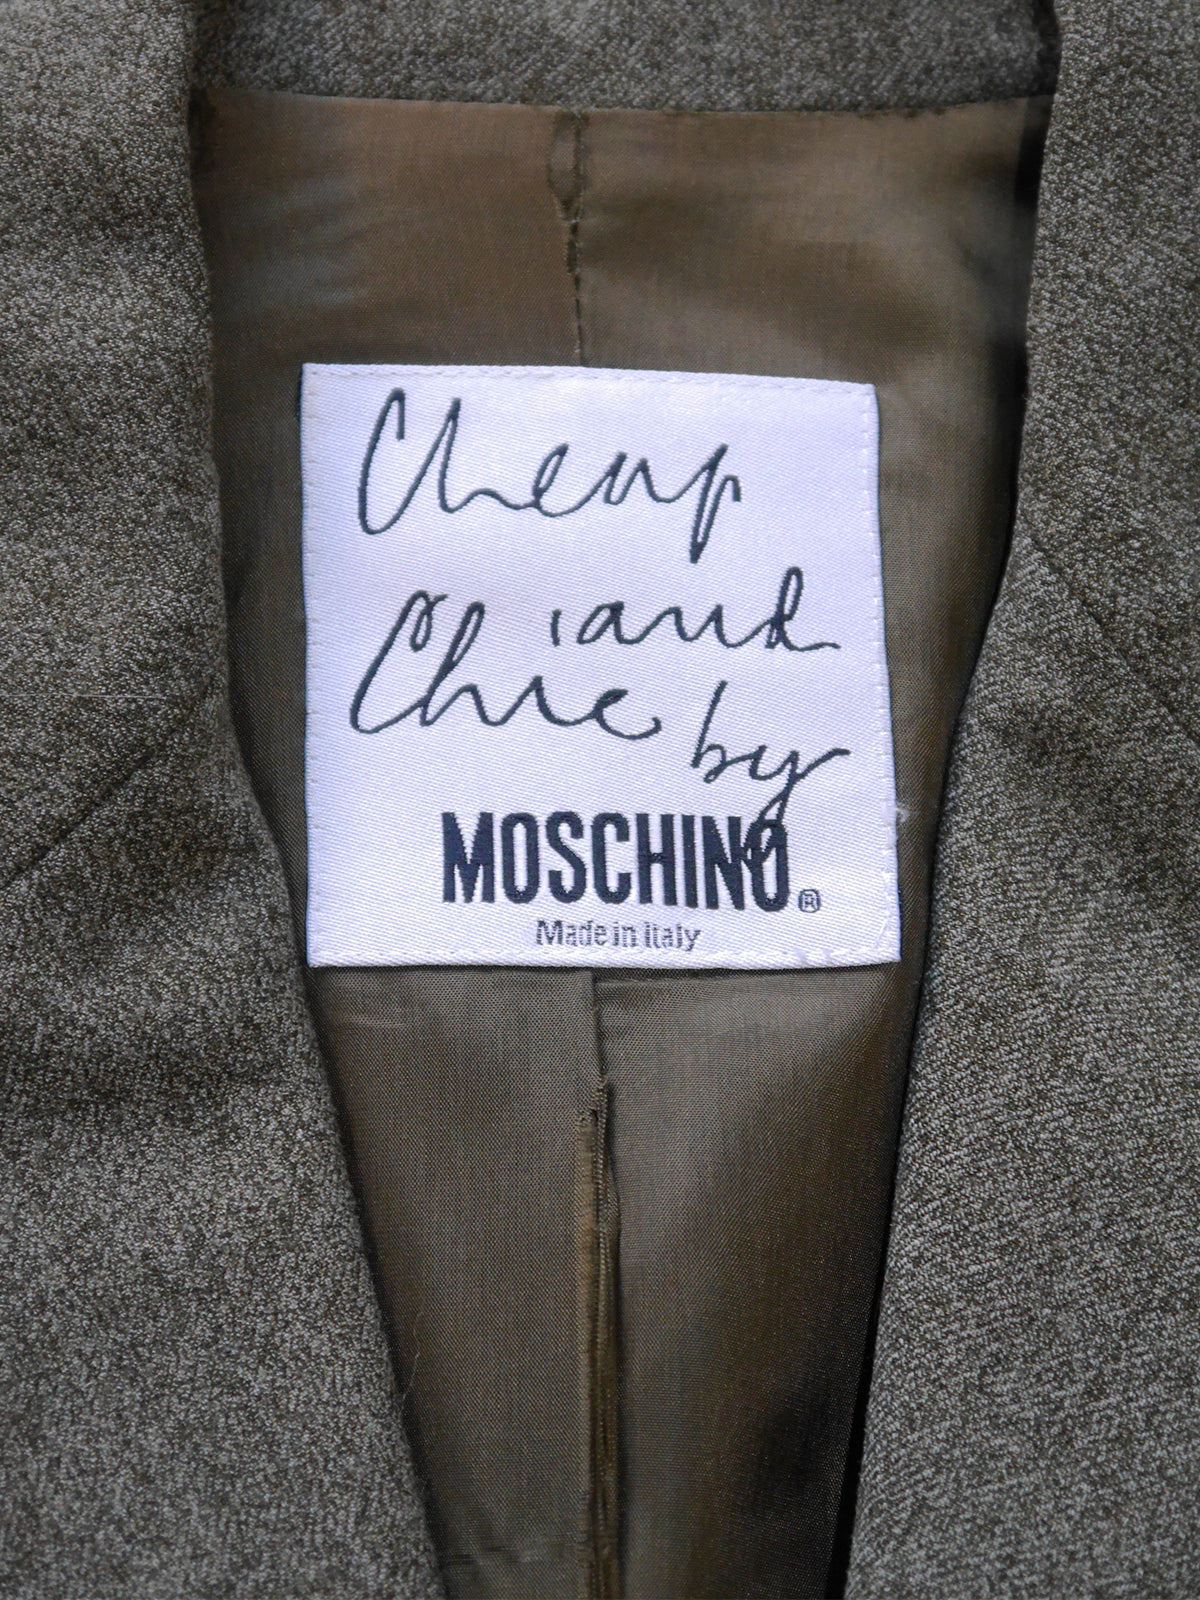 Cheap
and
Chic by
MOSCHINO®
Made in Italy